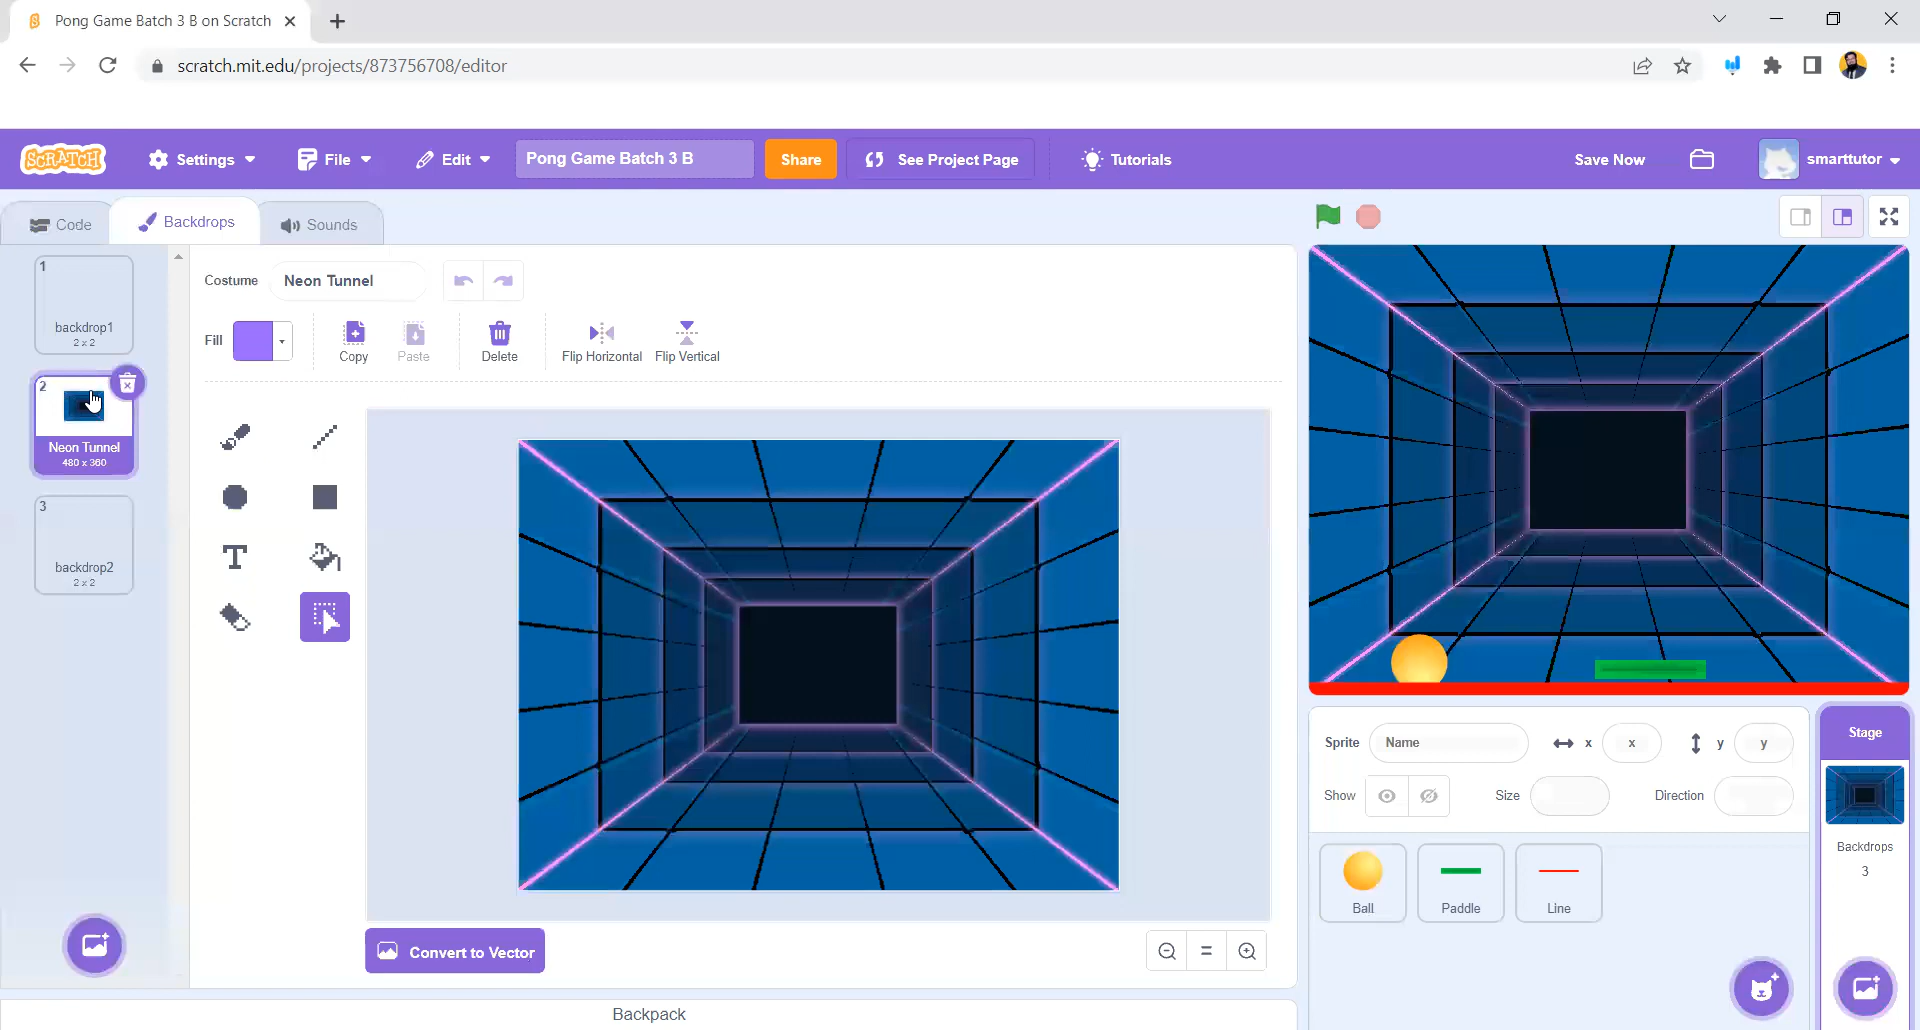 Pong Game Batch 3 B on Scratch
scratch.mit.edu/projects/873756708/editor
SCRATCH
Settings
File
Edit
Pong Game Batch 3 B
Share
See Project Page
Tutorials
Save Now
smarttutor
Code
Backdrops
Sounds
1
backdrop1
2 x 2
2
Neon Tunnel
480 x 360
3
backdrop2
2 x 2
Costume
Neon Tunnel
Fill
Copy
Paste
Delete
Flip Horizontal
Flip Vertical
T
Convert to Vector
Backpack
Sprite
Name
x
x
y
y
Show
Size
Direction
Ball
Paddle
Line
Stage
Backdrops
3